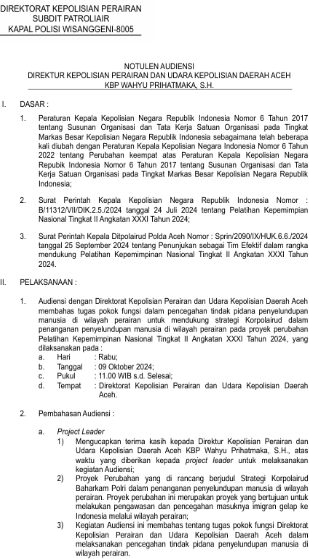 DIREKTORAT KEPOLISIAN PERAIRAN
SUBDIT PATROLIAIR
KAPAL POLISI WISANGGENI-8005
NOTULEN AUDIENSI
DIREKTUR KEPOLISIAN PERAIRAN DAN UDARA KEPOLISIAN DAERAH ACEH
KBP WAHYU PRIHATMAKA, S.H.
I. DASAR :
1. Peraturan Kepala Kepolisian Negara Republik Indonesia Nomor 6 Tahun 2017
tentang Susunan Organisasi dan Tata Kerja Satuan Organisasi pada Tingkat
Markas Besar Kepolisian Negara Republik Indonesia sebagaimana telah beberapa
kali diubah dengan Peraturan Kepala Kepolisian Negara Indonesia Nomor 6 Tahun
2022 tentang Perubahan keempat atas Peraturan Kepala Kepolisian Negara
Republk Indonesia Nomor 6 Tahun 2017 tentang Susunan Organisasi dan Tata
Kerja Satuan pada Tingkat Markas Besar Kepolisian Negara Republik Kepolisian
Indonesia;
2. Surat Perintah Kepala Kepolisian Negara Republik Indonesia Nomor :
B/11312/VII/DIK.2.5./2024 tanggal 24 Juli 2024 tentang Pelatihan Kepemimpian
Nasional Tingkat II Angkatan XXXI Tahun 2024;
3. Surat Perintah Kepala Ditpolairud Polda Aceh Nomor : Sprin/2090/IX/HUK.6.6./2024
tanggal 25 September 2024 tentang Penunjukan sebagai Tim Efektif dalam rangka
mendukung Pelatihan Kepemimpinan Nasional Tingkat II Angkatan XXXI Tahun
2024.
II. PELAKSANAAN :
1. Audiensi dengan Direktorat Kepolisian Perairan dan Udara Kepolisian Daerah Aceh
membahas tugas pokok fungsi dalam pencegahan tindak pidana penyelundupan
manusia di wilayah perairan untuk mendukung strategi Korpolairud dalam
penanganan penyelundupan manusia di wilayah perairan pada proyek perubahan
Pelatihan Kepemimpinan Nasional Tingkat II Angkatan XXXI Tahun 2024, yang
dilaksanakan pada :
a. Hari : Rabu;
b. Tanggal : 09 Oktober 2024;
c. Pukul : 11.00 WIB s.d. Selesai;
d. Tempat : Direktorat Kepolisian Perairan dan Udara Kepolisian Daerah
Aceh.
2. Pembahasan Audiensi :
a. Project Leader
1) Mengucapkan terima kasih kepada Direktur Kepolisian Perairan dan
Udara Kepolisian Daerah Aceh KBP Wahyu Prihatmaka, S.H., atas
waktu yang diberikan kepada project leader untuk melaksanakan
kegiatan Audiensi;
2) Proyek Perubahan yang di rancang berjudul Strategi Korpolairud
Baharkam Polri dalam penanganan penyelundupan manusia di wilayah
perairan. Proyek perubahan ini merupakan proyek yang bertujuan untuk
melakukan pengawasan dan pencegahan masuknya imigran gelap ke
Indonesia melalui wilayah perairan;
3) Kegiatan Audiensi ini membahas tentang tugas pokok fungsi Direktorat
Kepolisian Perairan dan Udara Kepolisian Daerah Aceh dalam
melaksanakan pencegahan tindak pidana penyelundupan manusia di
wilayah perairan.